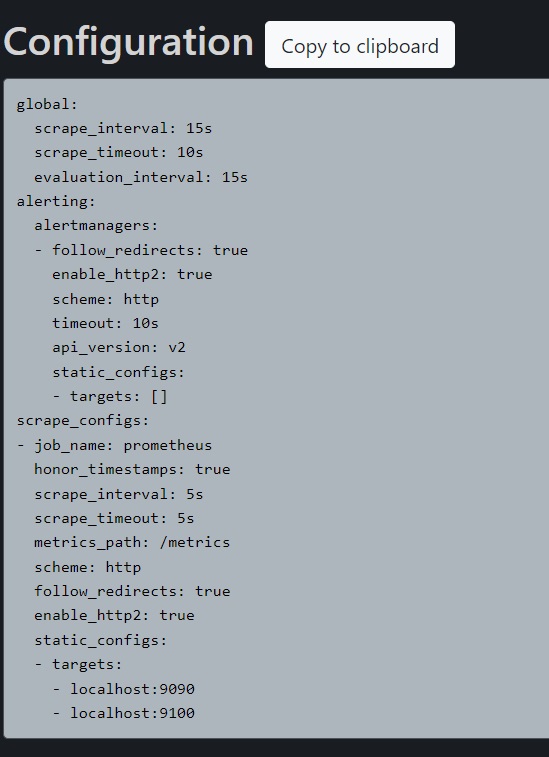 Configuration
Copy to clipboard
global:
  scrape_interval: 15s
  scrape_timeout: 10s
  evaluation_interval: 15s
alerting:
  alertmanagers:
  - follow_redirects: true
    enable_http2: true
    scheme: http
    timeout: 10s
    api_version: v2
    static_configs:
    - targets: []
scrape_configs:
- job_name: prometheus
  honor_timestamps: true
  scrape_interval: 5s
  scrape_timeout: 5s
  metrics_path: /metrics
  scheme: http
  follow_redirects: true
  enable_http2: true
  static_configs:
  - targets:
    - localhost:9090
    - localhost:9100